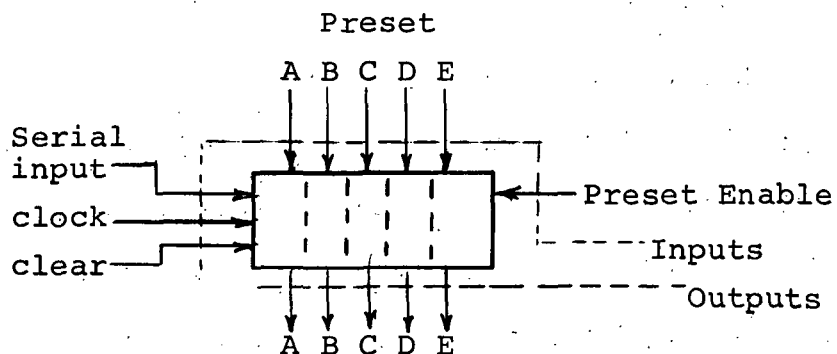 Preset
A B C D E
Serial
input
clock
clear
Preset Enable
Inputs
Outputs
A B C D E